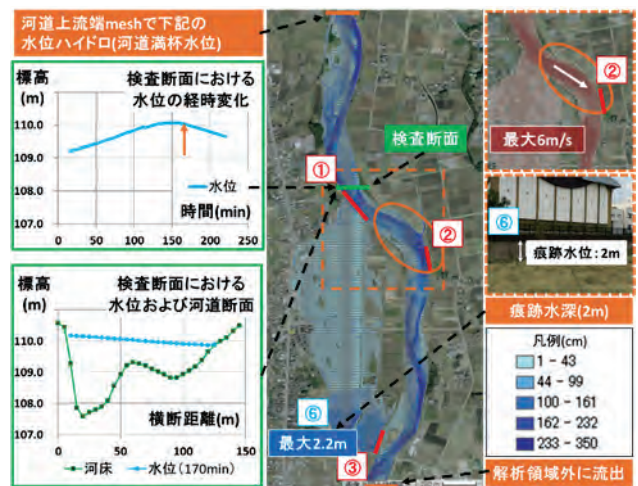 河道上流端meshで下記の
水位ハイドロ(河道満杯水位)
標高
(m)
検査断面における
水位の経時変化
110.0
109.0
108.0
107.0
水位
時間(min)
0
50
100
150
200
250
標高
(m)
検査断面における
水位および河道断面
110.0
109.0
108.0
107.0
横断距離(m)
0
30
60
90
120
150
河床
水位(170min)
検査断面
①
②
⑥
最大2.2m
③
②
最大6m/s
⑥
痕跡水位:2m
痕跡水深(2m)
凡例(cm)
1 – 43
44 – 99
100 – 161
162 – 232
233 – 350
解析領域外に流出